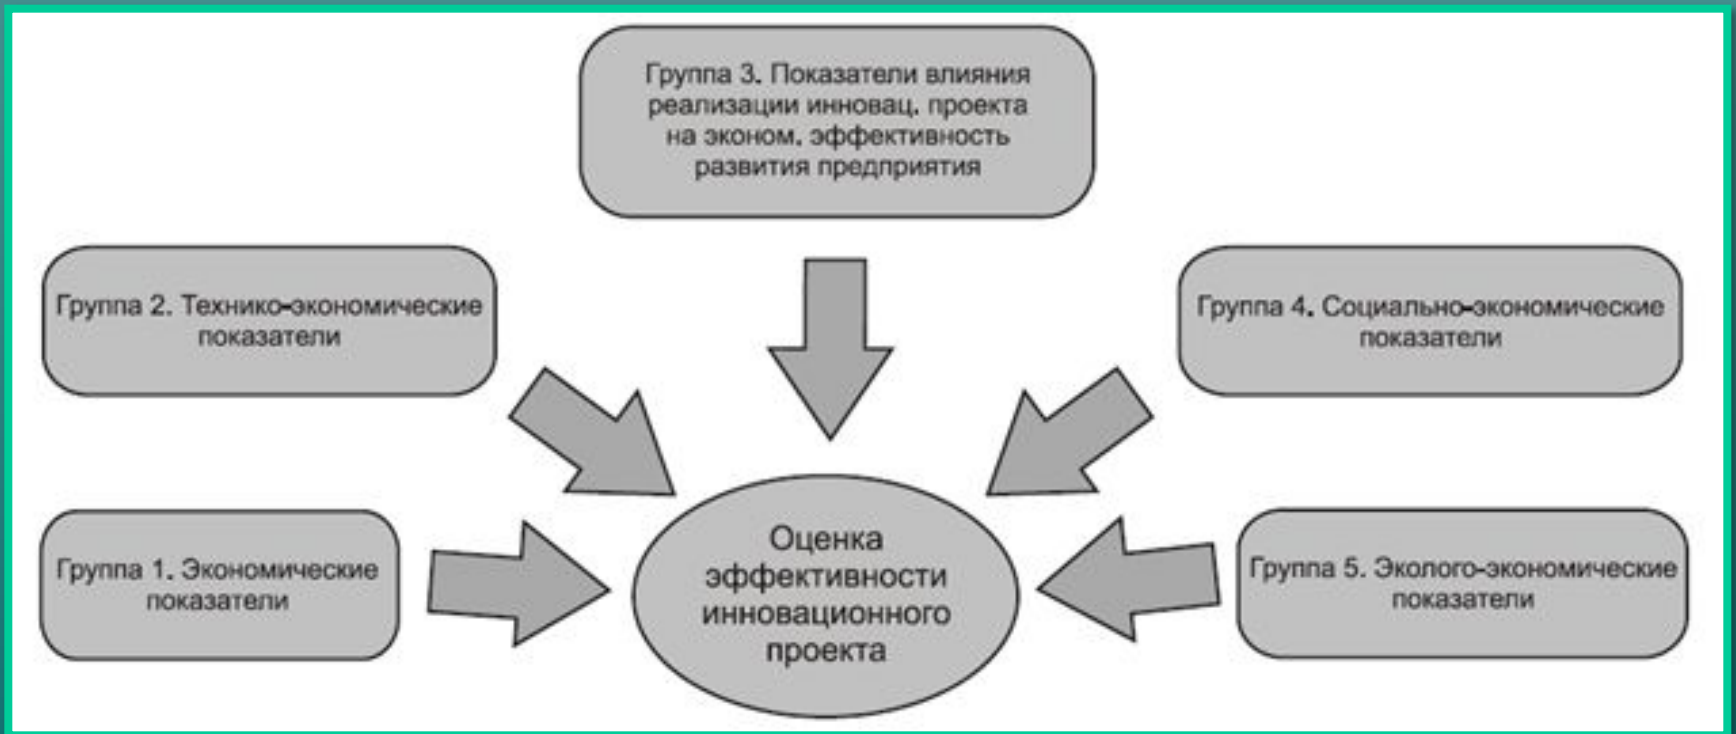 Группа 3. Показатели влияния
реализации инновац. проекта
на эконом. эффективность
развития предприятия
Группа 2. Технико-экономические
показатели
Группа 4. Социально-экономические
показатели
Группа 1. Экономические
показатели
Оценка
эффективности
инновационного
проекта
Группа 5. Эколого-экономические
показатели